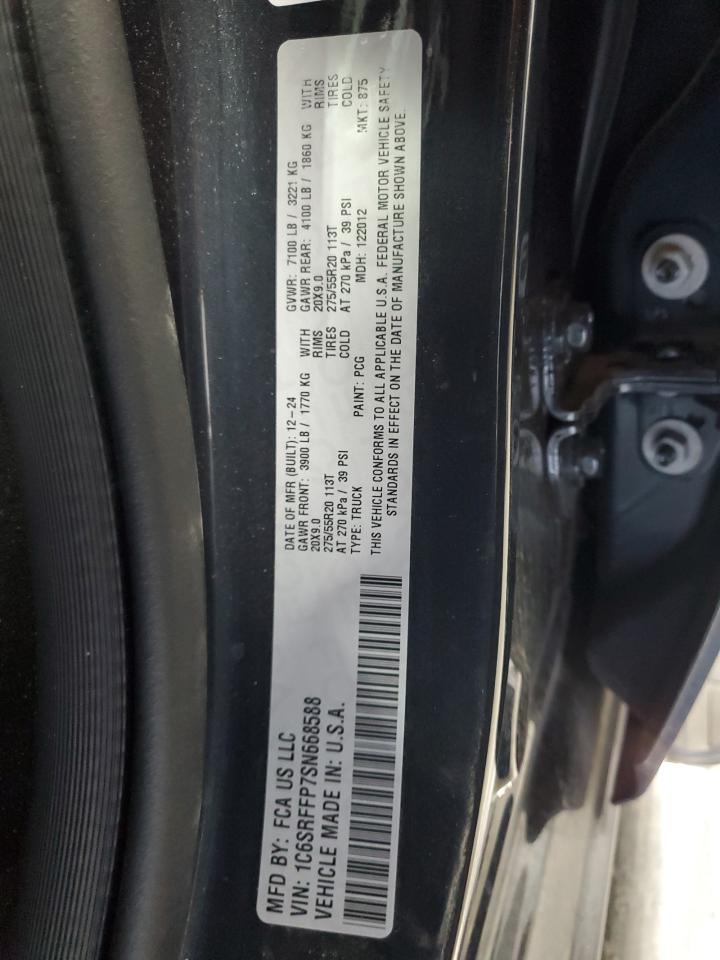 MFD BY: FCA US LLC
VIN: 1C6SRFFP7SN668588
VEHICLE MADE IN: U.S.A.
DATE OF MFR (BUILT): 12-24 GVWR: 7100 LB / 3221 KG
GAWR FRONT: 3900 LB / 1770 KG WITH GAWR REAR: 4100 LB / 1860 KG WITH
20X9.0 RIMS 20X9.0 RIMS
275/55R20 113T TIRES 275/55R20 113T TIRES
AT 270 kPa / 39 PSI COLD AT 270 kPa / 39 PSI COLD
TYPE: TRUCK PAINT: PCG MDH: 122012 MKT: 875
THIS VEHICLE CONFORMS TO ALL APPLICABLE U.S.A. FEDERAL MOTOR VEHICLE SAFETY
STANDARDS IN EFFECT ON THE DATE OF MANUFACTURE SHOWN ABOVE.